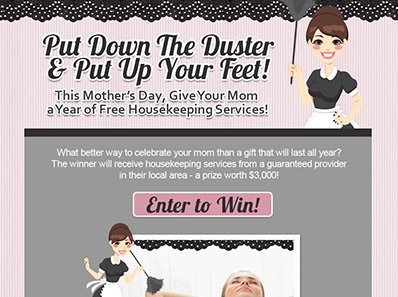 Put Down The Duster
& Put Up Your Feet!
This Mother's Day, Give Your Mom
a Year of Free Housekeeping Services!
What better way to celebrate your mom than a gift that will last all year?
The winner will receive housekeeping services from a guaranteed provider
in their local area - a prize worth $3,000!
Enter to Win!